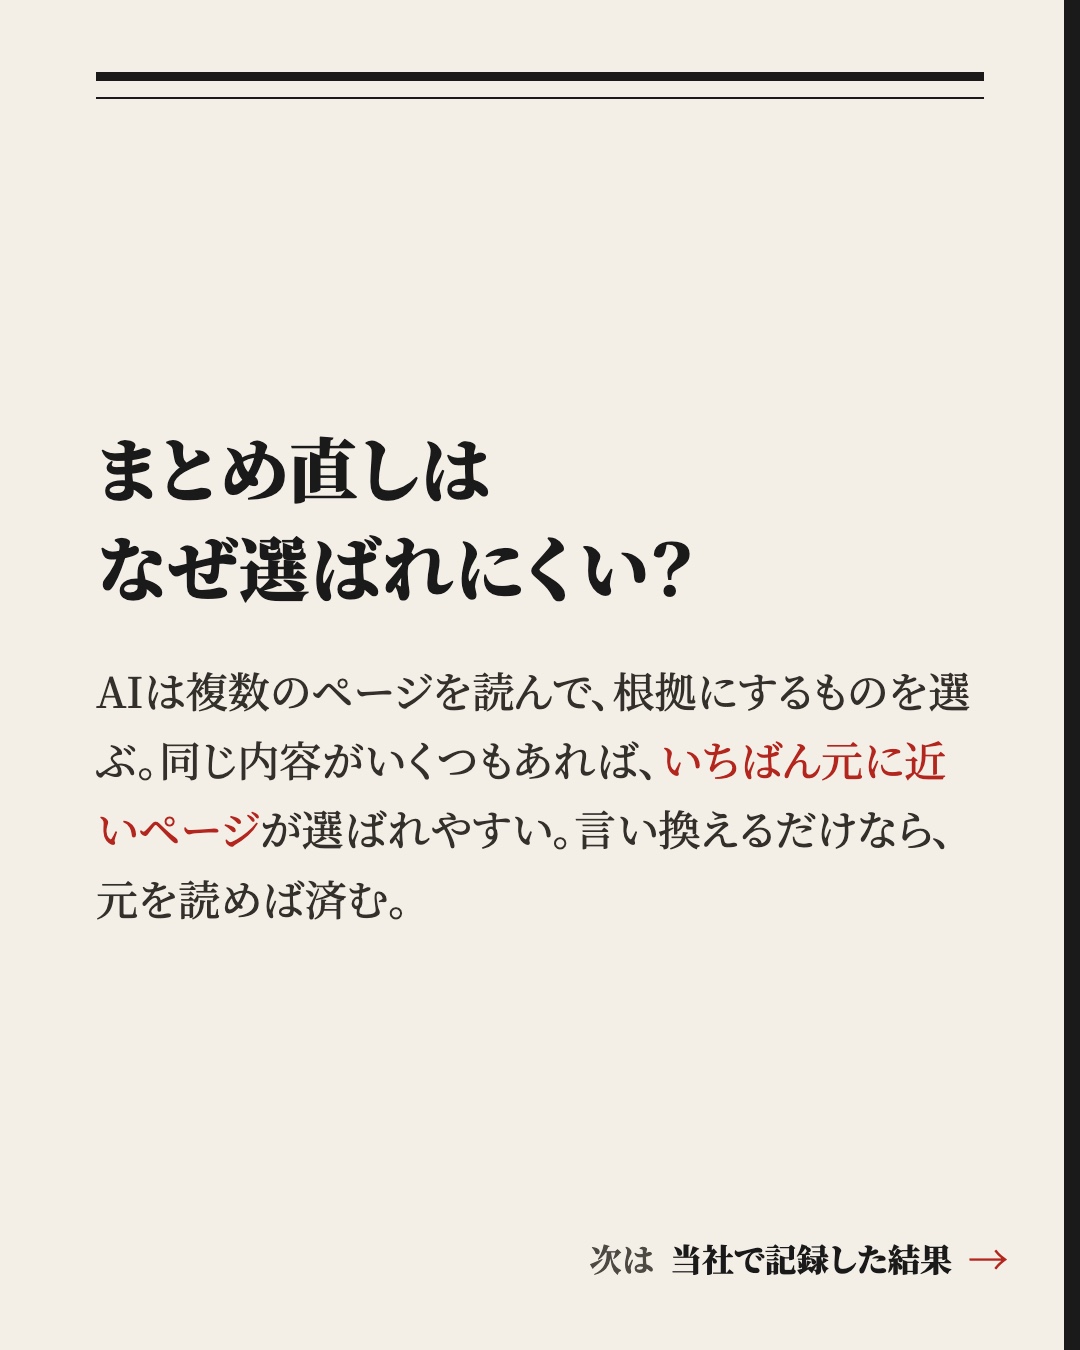 まとめ直しは
なぜ選ばれにくい？
AIは複数のページを読んで、根拠にするものを選
ぶ。同じ内容がいくつもあれば、いちばん元に近
いページが選ばれやすい。言い換えるだけなら、
元を読めば済む。
次は 当社で記録した結果 →